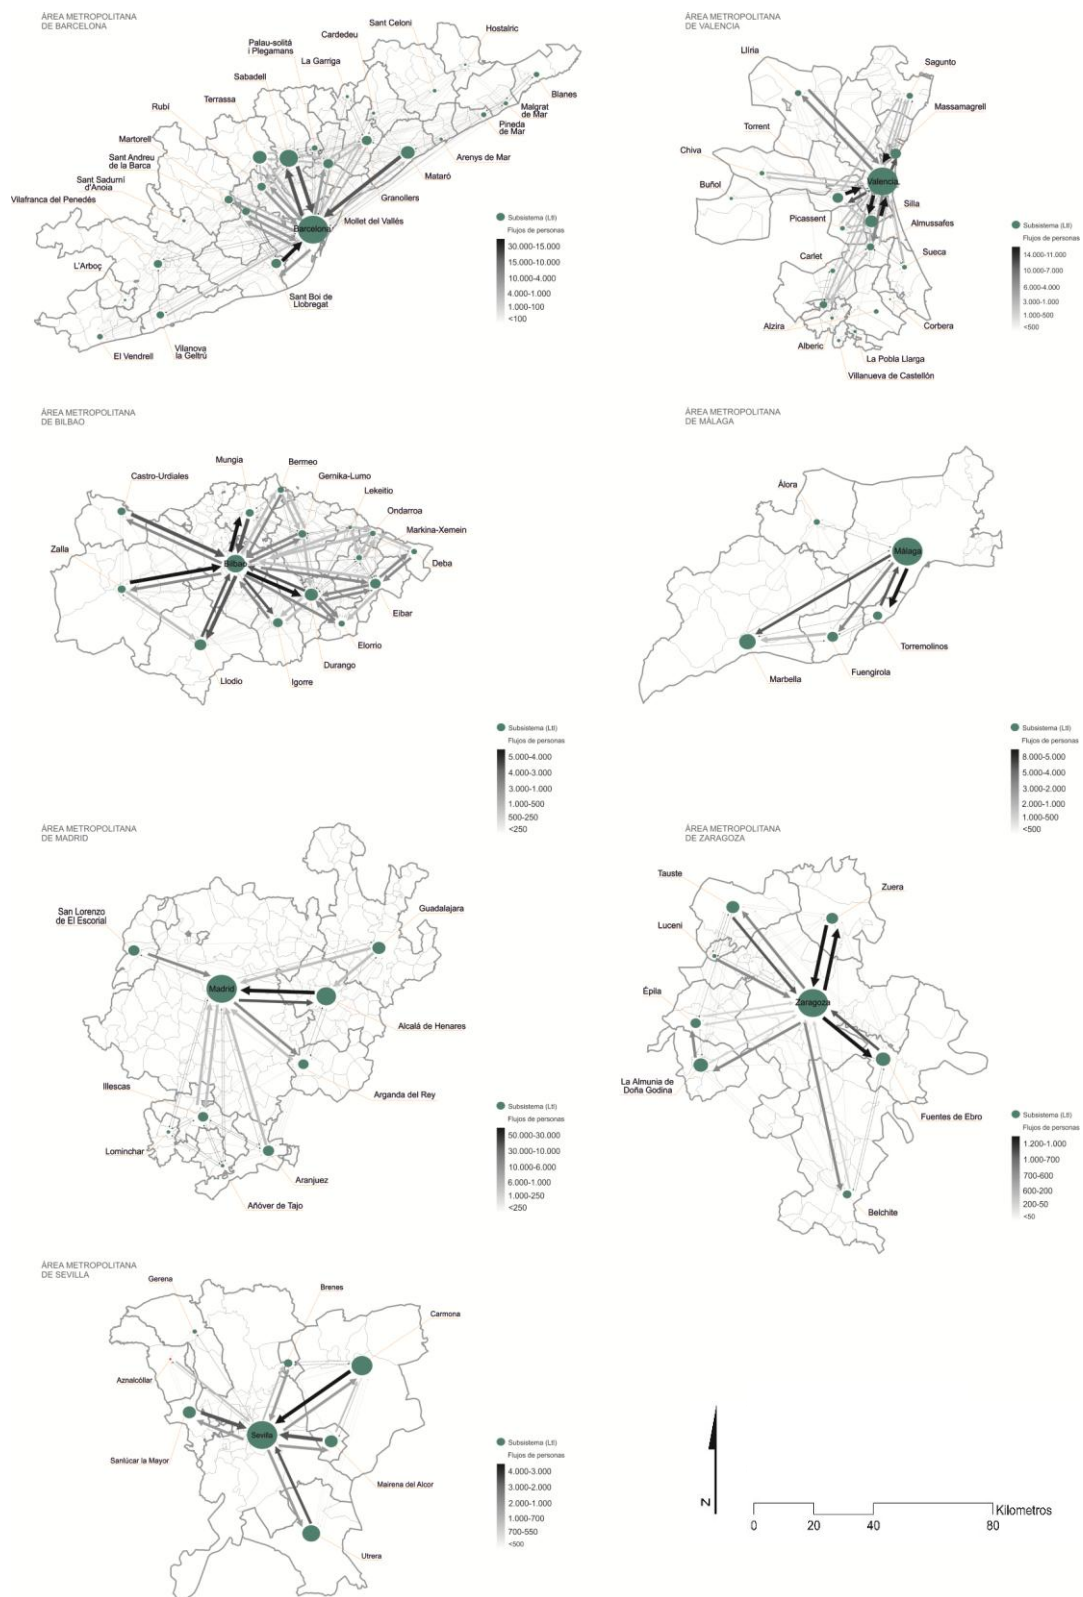 ÁREA METROPOLITANA
DE BARCELONA
Sant Celoni
Cardedeu
Hostalric
Palau-solitá
i Plegamans
La Garriga
Sabadell
Terrassa
Rubí
Martorell
Sant Andreu
de la Barca
Sant Sadurní
d'Anoia
Vilafranca del Penedés
L'Arboç
El Vendrell
Vilanova
la Geltrú
Sant Boi de
Llobregat
Barcelona
Mollet del Vallés
Granollers
Mataró
Arenys de Mar
Pineda
de Mar
Malgrat
de Mar
Blanes
Subsistema (Ltl)
Flujos de personas
30.000-15.000
15.000-10.000
10.000-4.000
4.000-1.000
1.000-100
<100
ÁREA METROPOLITANA
DE VALENCIA
Llíria
Sagunto
Massamagrell
Torrent
Chiva
Buñol
Valencia
Silla
Picassent
Almussafes
Carlet
Sueca
Alzira
Corbera
Alberic
La Pobla Llarga
Villanueva de Castellón
Subsistema (Ltl)
Flujos de personas
14.000-11.000
10.000-7.000
6.000-4.000
3.000-1.000
1.000-500
<500
ÁREA METROPOLITANA
DE BILBAO
Mungia
Bermeo
Castro-Urdiales
Gernika-Lumo
Lekeitio
Ondarroa
Markina-Xemein
Zalla
Bilbao
Deba
Eibar
Elorrio
Durango
Igorre
Llodio
Subsistema (Ltl)
Flujos de personas
5.000-4.000
4.000-3.000
3.000-1.000
1.000-500
500-250
<250
ÁREA METROPOLITANA
DE MÁLAGA
Álora
Málaga
Torremolinos
Fuengirola
Marbella
Subsistema (Ltl)
Flujos de personas
8.000-5.000
5.000-4.000
3.000-2.000
2.000-1.000
1.000-500
<500
ÁREA METROPOLITANA
DE MADRID
San Lorenzo
de El Escorial
Guadalajara
Madrid
Alcalá de Henares
Arganda del Rey
Illescas
Lominchar
Aranjuez
Añóver de Tajo
Subsistema (Ltl)
Flujos de personas
50.000-30.000
30.000-10.000
10.000-6.000
6.000-1.000
1.000-250
<250
ÁREA METROPOLITANA
DE ZARAGOZA
Tauste
Zuera
Luceni
Épila
Zaragoza
La Almunia de
Doña Godina
Fuentes de Ebro
Belchite
Subsistema (Ltl)
Flujos de personas
1.200-1.000
1.000-700
700-600
600-200
200-50
<50
ÁREA METROPOLITANA
DE SEVILLA
Gerena
Brenes
Carmona
Aznalcóllar
Sevilla
Sanlúcar la Mayor
Mairena del Alcor
Utrera
Subsistema (Ltl)
Flujos de personas
4.000-3.000
3.000-2.000
2.000-1.000
1.000-700
700-550
<500
N
Kilometros
0 20 40 80